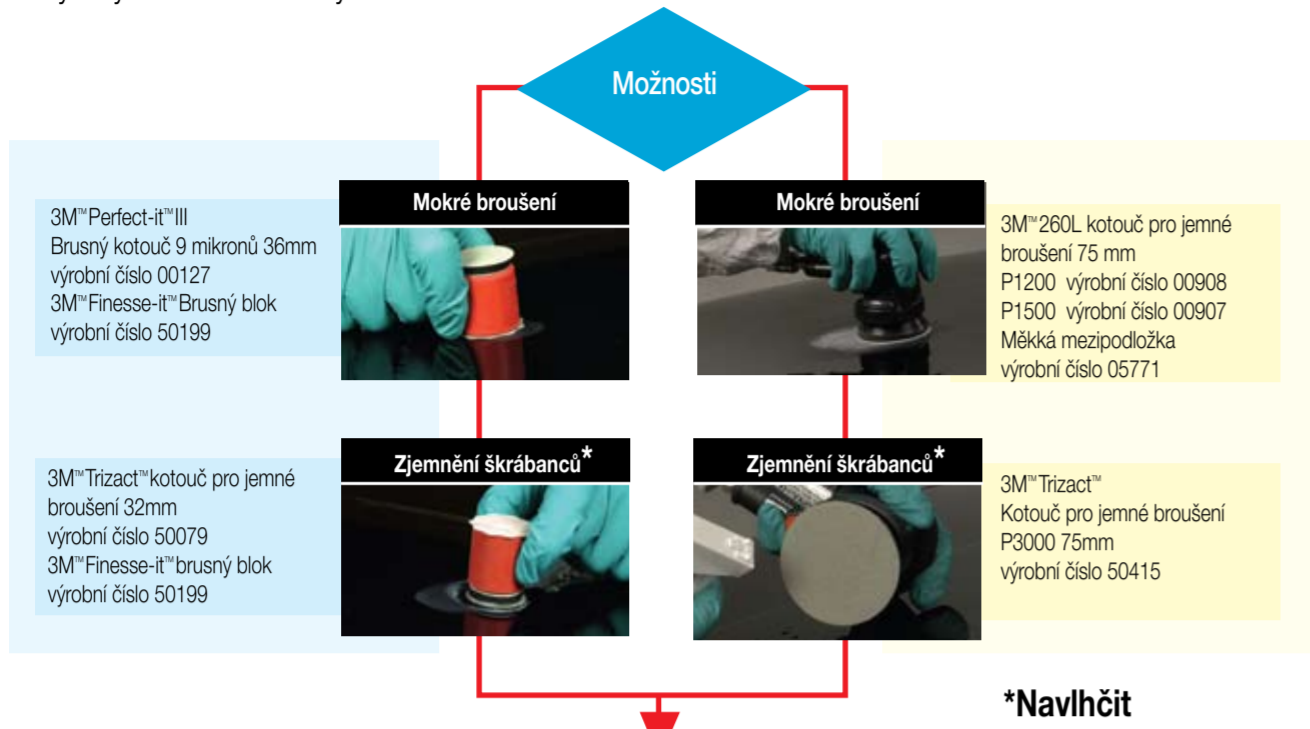 Možnosti
Mokré broušení
3M™Perfect-it™III
Brusný kotouč 9 mikronů 36mm
výrobní číslo 00127
3M™Finesse-it™Brusný blok
výrobní číslo 50199
Mokré broušení
3M™260L kotouč pro jemné
broušení 75 mm
P1200 výrobní číslo 00908
P1500 výrobní číslo 00907
Měkká mezipodložka
výrobní číslo 05771
Zjemnění škrábanců*
3M™Trizact™kotouč pro jemné
broušení 32mm
výrobní číslo 50079
3M™Finesse-it™brusný blok
výrobní číslo 50199
Zjemnění škrábanců*
3M™Trizact™
Kotouč pro jemné broušení
P3000 75mm
výrobní číslo 50415
*Navlhčit